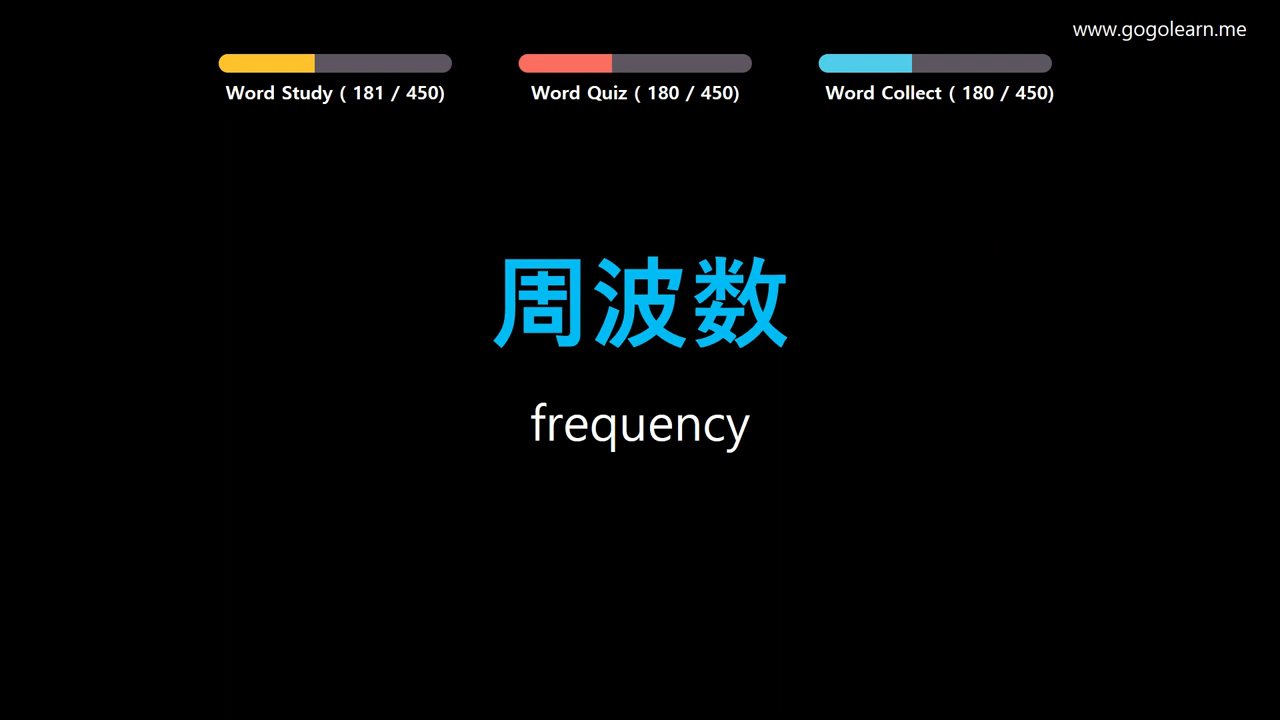 www.gogolearn.me
Word Study ( 181 / 450)
Word Quiz ( 180 / 450)
Word Collect ( 180 / 450)
周波数
frequency